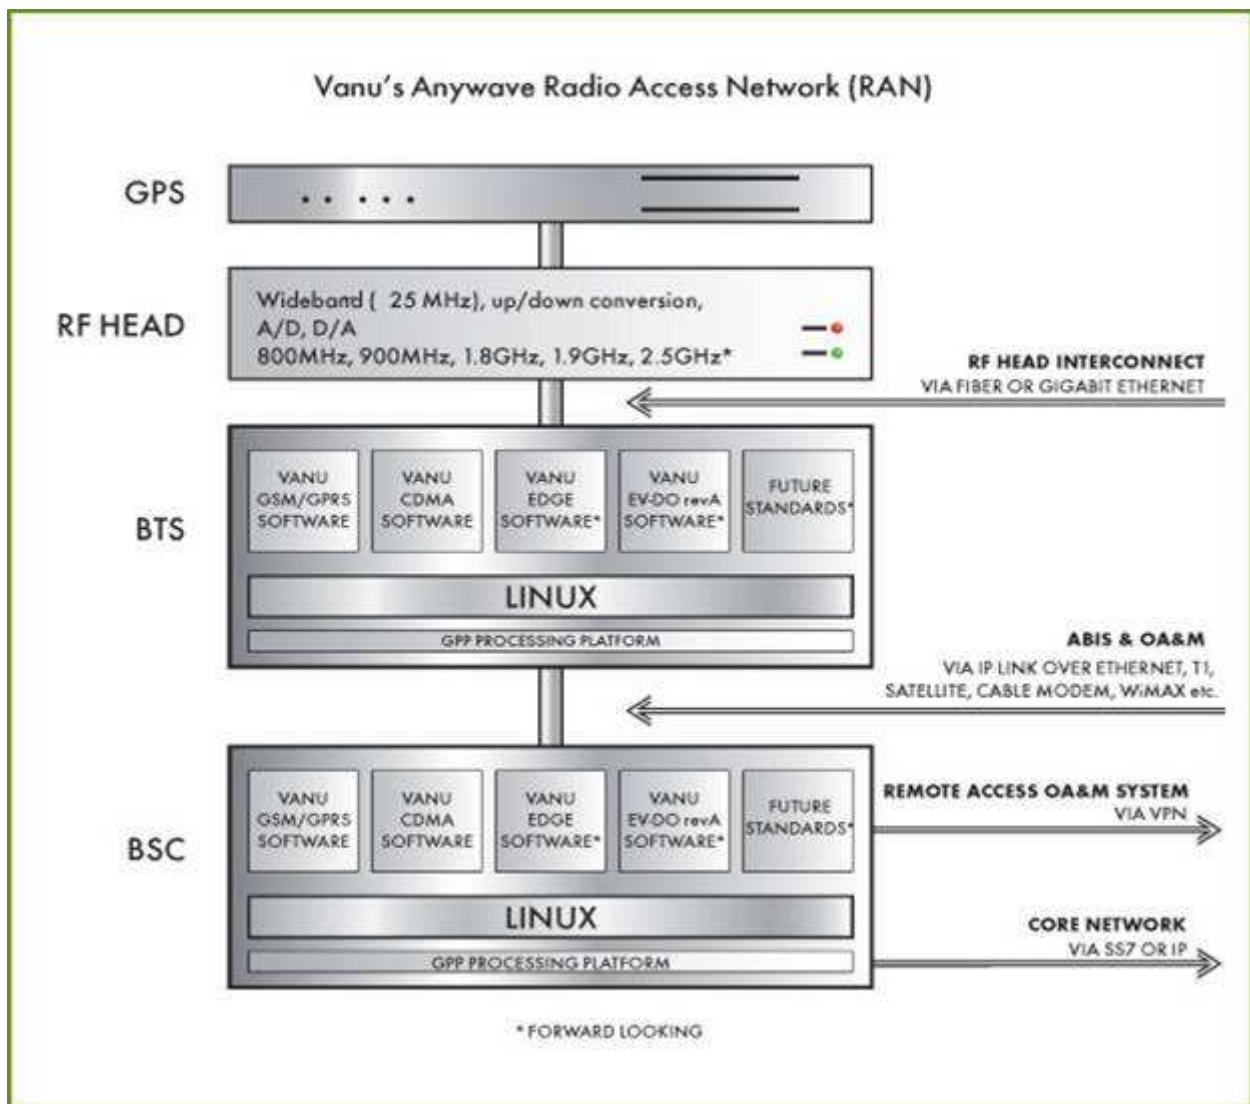 Vanu's Anywave Radio Access Network (RAN)
GPS
RF HEAD
Wideband ( 25 MHz), up/down conversion,
A/D, D/A
800MHz, 900MHz, 1.8GHz, 1.9GHz, 2.5GHz*
RF HEAD INTERCONNECT
VIA FIBER OR GIGABIT ETHERNET
BTS
VANU
GSM/GPRS
SOFTWARE
VANU
CDMA
SOFTWARE
VANU
EDGE
SOFTWARE*
VANU
EV-DO revA
SOFTWARE*
FUTURE
STANDARDS*
LINUX
GPP PROCESSING PLATFORM
ABIS & OA&M
VIA IP LINK OVER ETHERNET, T1,
SATELLITE, CABLE MODEM, WiMAX etc.
BSC
VANU
GSM/GPRS
SOFTWARE
VANU
CDMA
SOFTWARE
VANU
EDGE
SOFTWARE*
VANU
EV-DO revA
SOFTWARE*
FUTURE
STANDARDS*
LINUX
GPP PROCESSING PLATFORM
REMOTE ACCESS OA&M SYSTEM
VIA VPN
CORE NETWORK
VIA SS7 OR IP
* FORWARD LOOKING